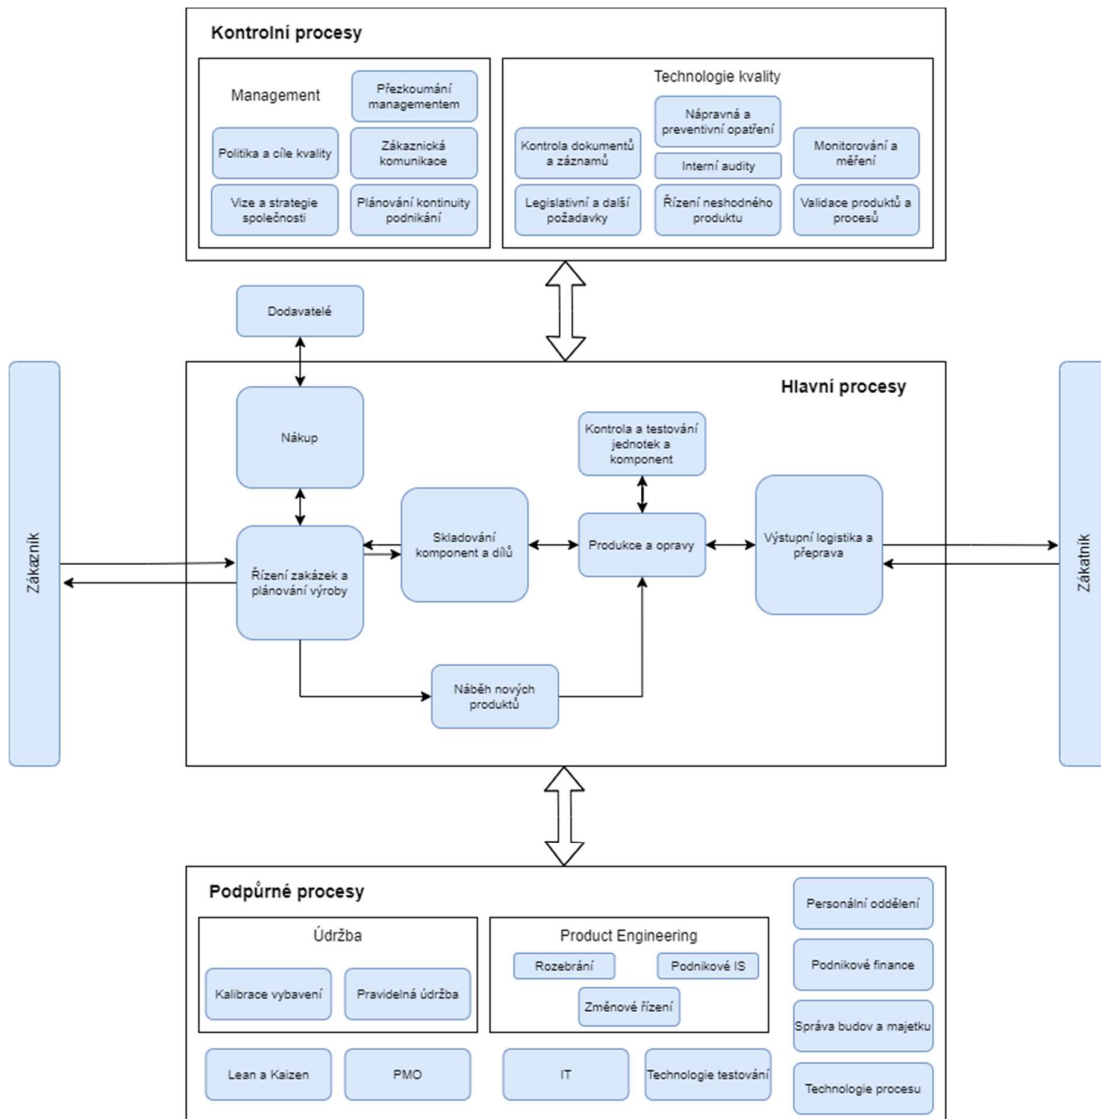 Kontrolní procesy
Management
Přezkoumání
managementem
Politika a cíle kvality
Zákaznická
komunikace
Vize a strategie
společnosti
Plánování kontinuity
podnikání
Technologie kvality
Nápravná a
preventivní opatření
Kontrola dokumentů
a záznamů
Interní audity
Monitorování a
měření
Legislativní a další
požadavky
Řízení neshodného
produktu
Validace produktů a
procesů
Dodavatelé
Hlavní procesy
Zákazník
Nákup
Kontrola a testování
jednotek a
komponent
Řízení zakázek a
plánování výroby
Skladování
komponent a dílů
Produkce a opravy
Výstupní logistika a
přeprava
Náběh nových
produktů
Zákatník
Podpůrné procesy
Údržba
Kalibrace vybavení
Pravidelná údržba
Product Engineering
Rozebrání
Podnikové IS
Změnové řízení
Lean a Kaizen
PMO
IT
Technologie testování
Personální oddělení
Podnikové finance
Správa budov a majetku
Technologie procesu